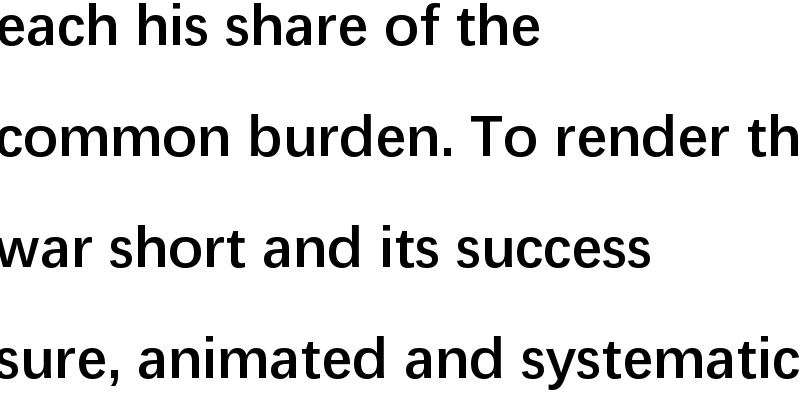 each his share of the
common burden. To render th
war short and its success
sure, animated and systematic